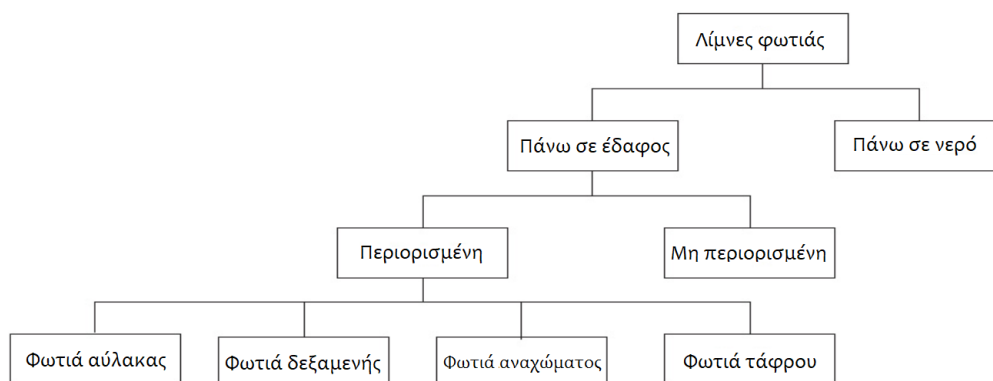 Λίμνες φωτιάς
Πάνω σε έδαφος
Πάνω σε νερό
Περιορισμένη
Μη περιορισμένη
Φωτιά αύλακας
Φωτιά δεξαμενής
Φωτιά αναχώματος
Φωτιά τάφρου